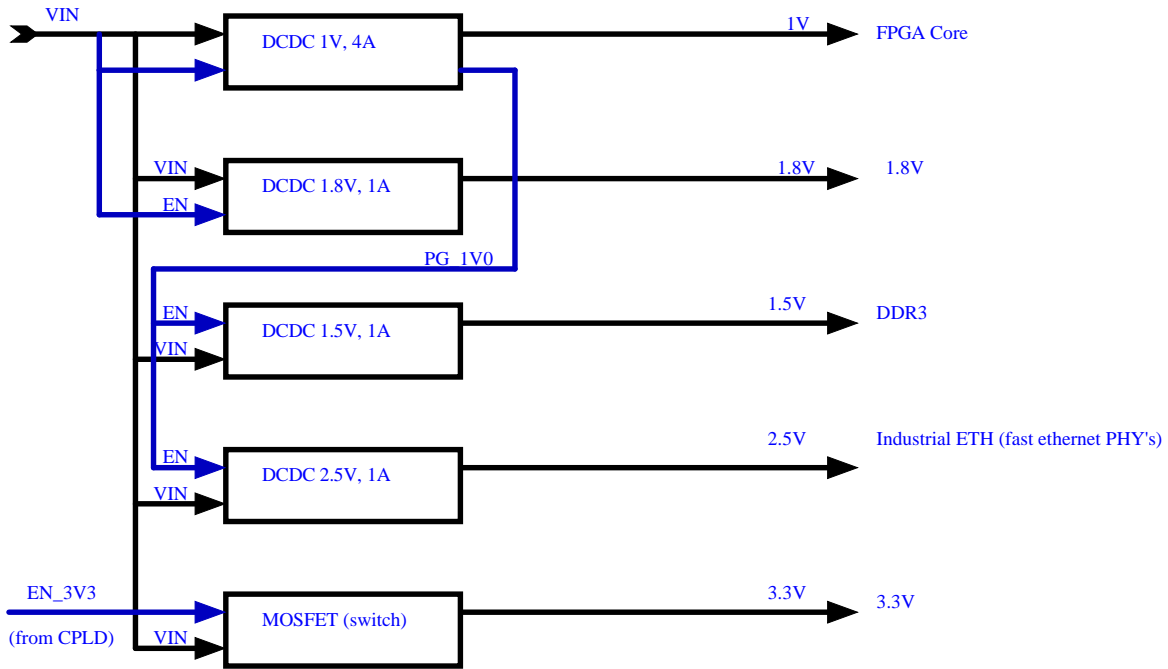 VIN
DCDC 1V, 4A
1V
FPGA Core
VIN
EN
DCDC 1.8V, 1A
1.8V
1.8V
PG_1V0
EN
VIN
DCDC 1.5V, 1A
1.5V
DDR3
EN
VIN
DCDC 2.5V, 1A
2.5V
Industrial ETH (fast ethernet PHY's)
EN_3V3
(from CPLD)
VIN
MOSFET (switch)
3.3V
3.3V